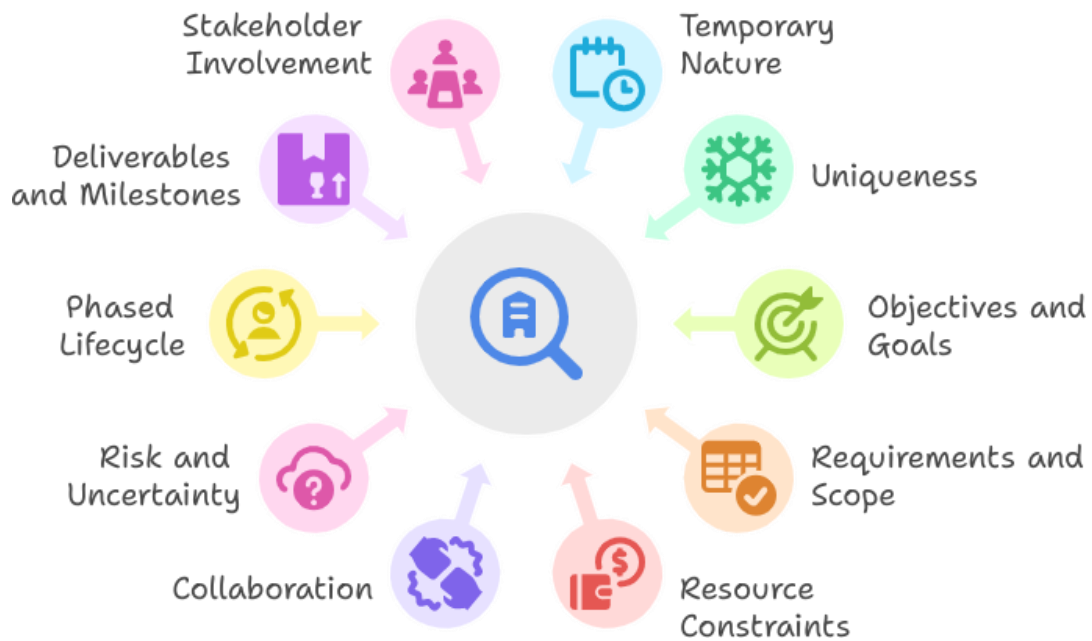 Stakeholder
Involvement
Temporary
Nature
Deliverables
and Milestones
Uniqueness
Phased
Lifecycle
Objectives and
Goals
Risk and
Uncertainty
Requirements and
Scope
Collaboration
Resource
Constraints